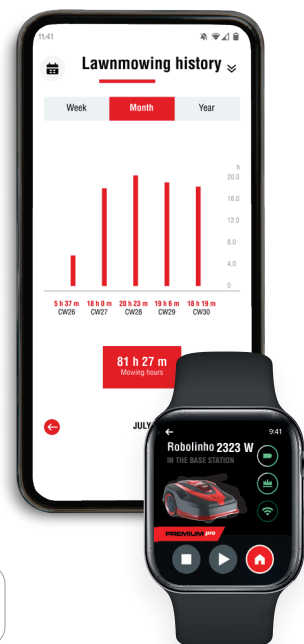 11:41
Lawnmowing history
Week Month Year
h
20.0
16.0
12.0
8.0
4.0
0
5 h 37 m 18 h 0 m 20 h 23 m 19 h 6 m 18 h 19 m
CW26 CW27 CW28 CW29 CW30
81 h 27 m
Mowing hours
JULY
9:41
Robolinho 2323 W
IN THE BASE STATION
PREMIUM pro